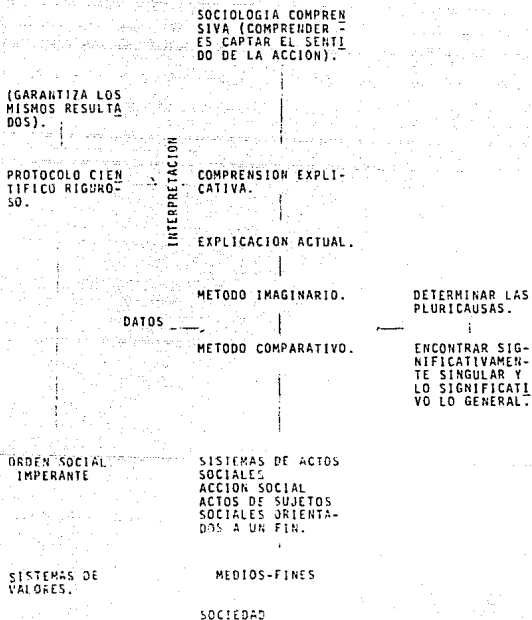 SOCIOLOGIA COMPREN
SIVA (COMPRENDER -
ES CAPTAR EL SENTI
DO DE LA ACCION).
(GARANTIZA LOS
MISMOS RESULTA
DOS).
PROTOCOLO CIEN
TIFICO RIGURO-
SO.
INTERPRETACION
COMPRENSION EXPLI-
CATIVA.
EXPLICACION ACTUAL.
METODO IMAGINARIO.
DATOS
METODO COMPARATIVO.
DETERMINAR LAS
PLURICAUSAS.
ENCONTRAR SIG-
NIFICATIVAMEN-
TE SINGULAR Y
LO SIGNIFICATI
VO LO GENERAL.
ORDEN SOCIAL
IMPERANTE
SISTEMAS DE ACTOS
SOCIALES
ACCION SOCIAL
ACTOS DE SUJETOS
SOCIALES ORIENTA-
DOS A UN FIN.
SISTEMAS DE
VALORES.
MEDIOS-FINES
SOCIEDAD